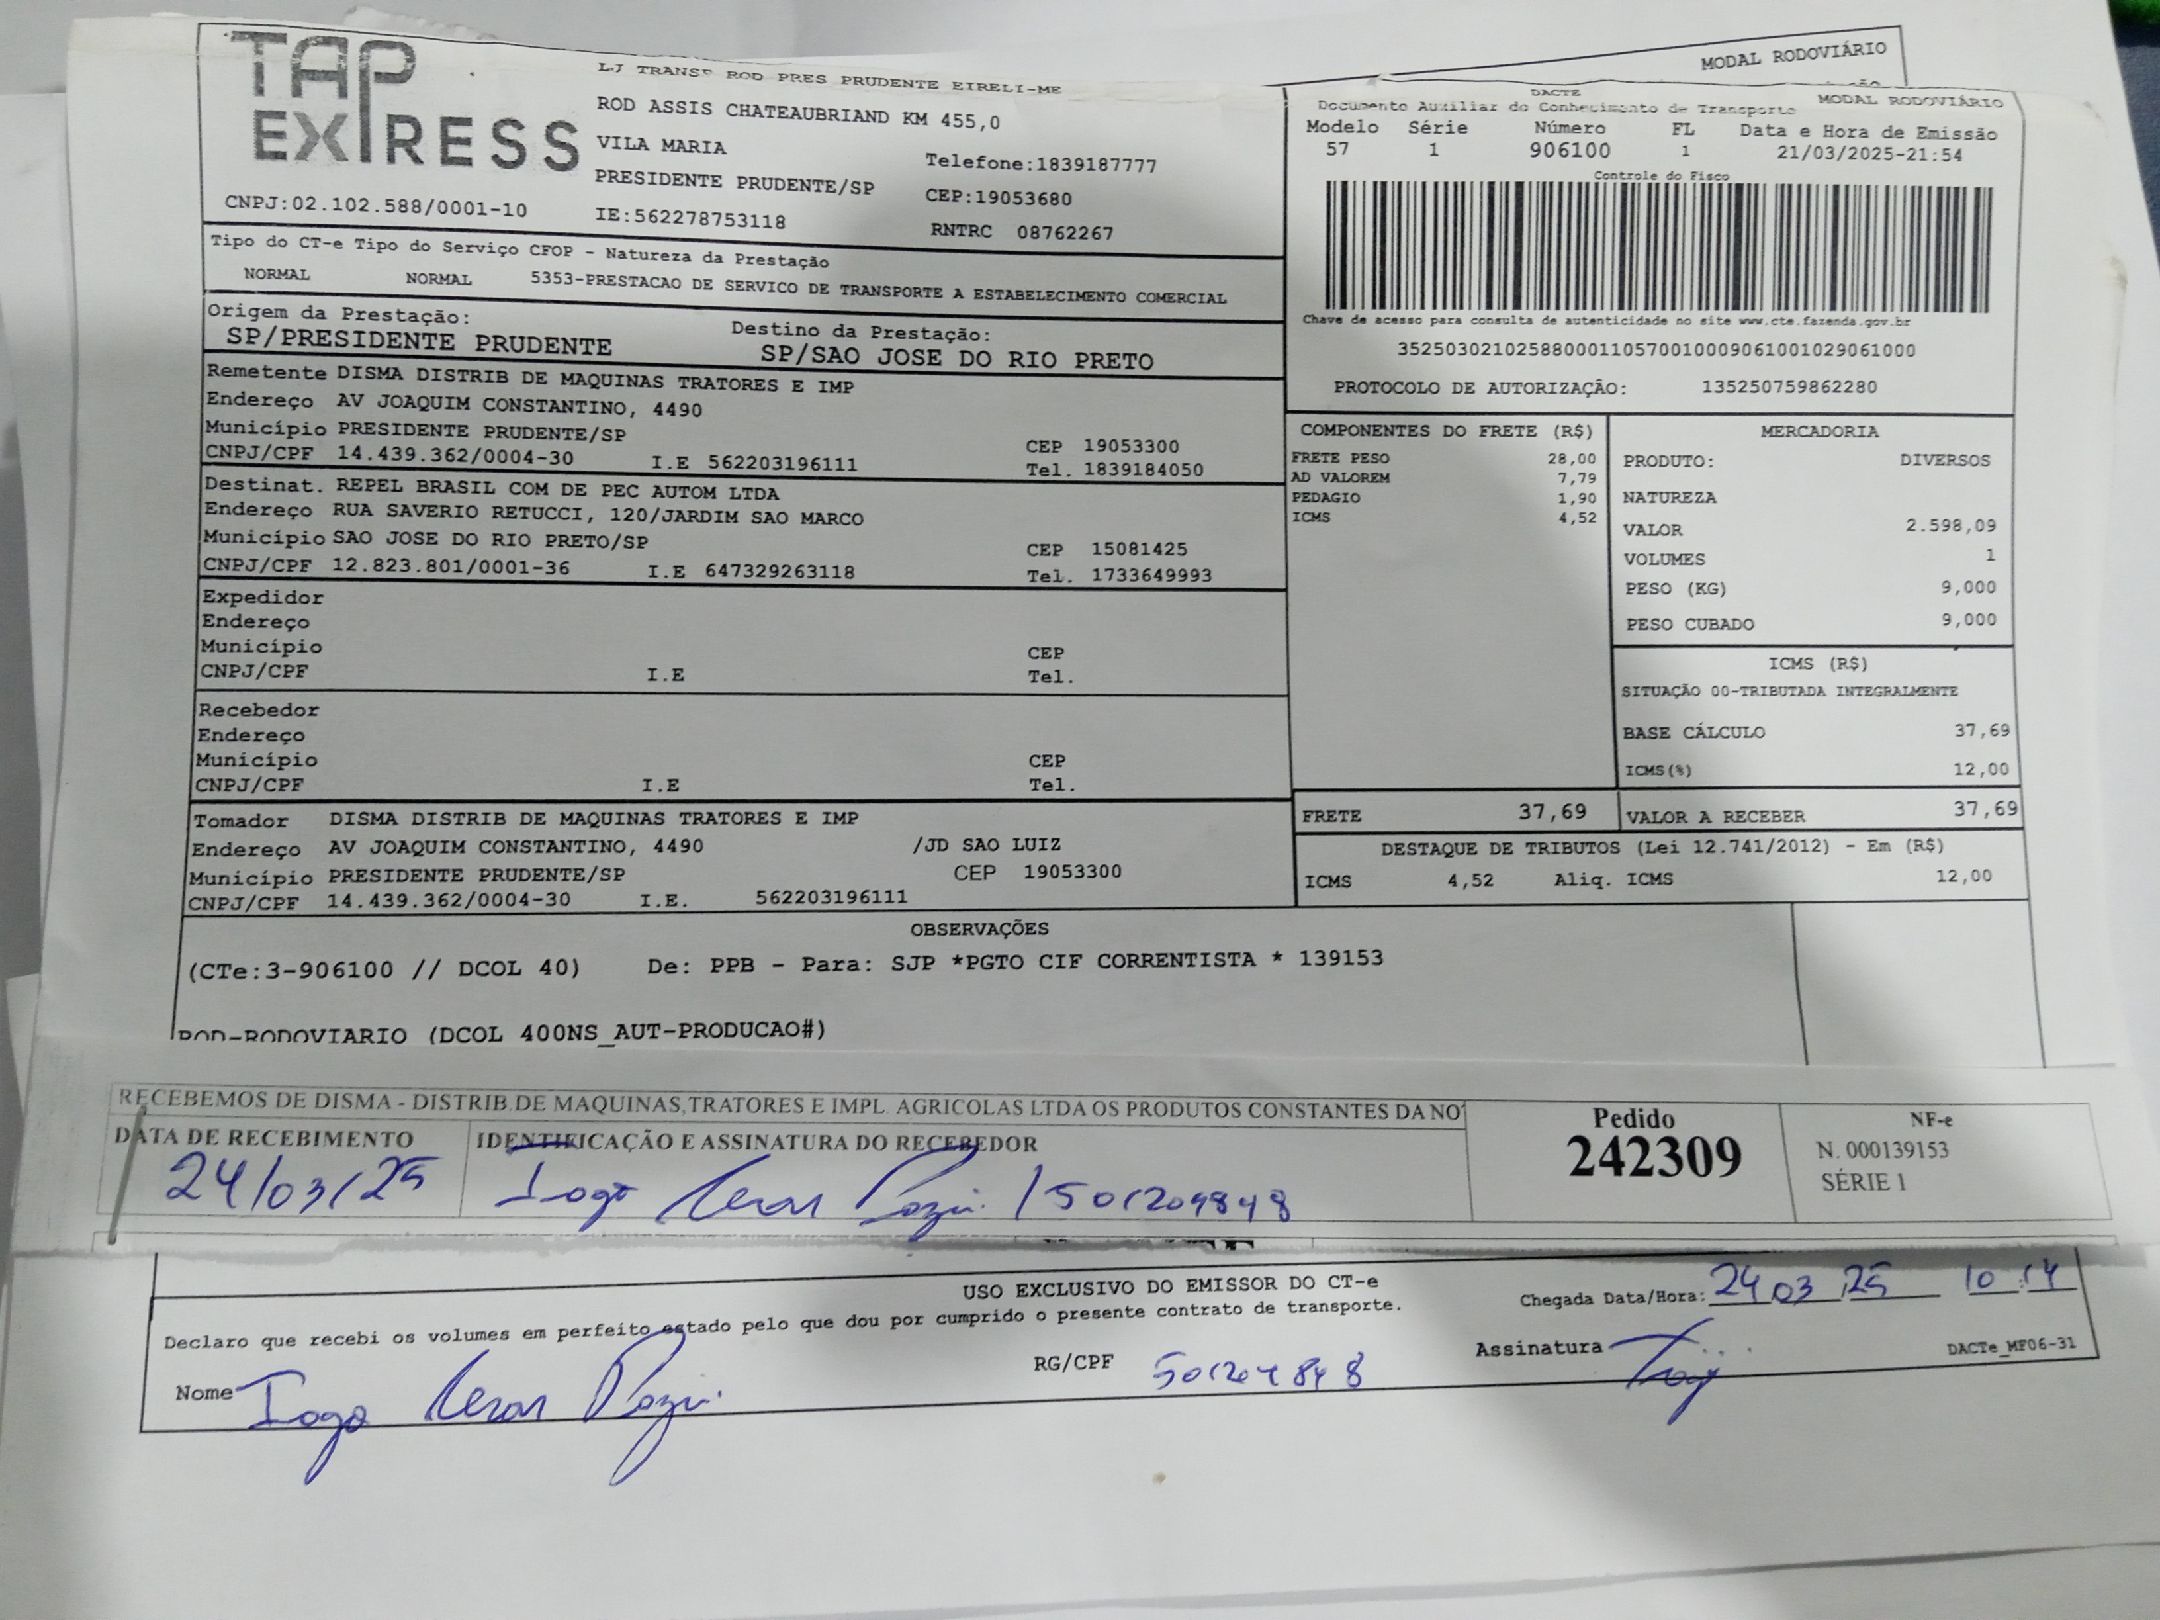 TAP
EXPRESS
LJ TRANSP ROD PRES PRUDENTE EIRELI-ME
ROD ASSIS CHATEAUBRIAND KM 455,0
VILA MARIA
Telefone:1839187777
PRESIDENTE PRUDENTE/SP
CEP:19053680
CNPJ:02.102.588/0001-10
IE:562278753118
RNTRC 08762267
MODAL RODOVIÁRIO
DACTE
Documento Auxiliar do Conhecimento de Transporte
MODAL RODOVIÁRIO
Modelo Série Número FL Data e Hora de Emissão
57 1 906100 1 21/03/2025-21:54
Controle do Fisco
Chave de acesso para consulta de autenticidade no site www.cte.fazenda.gov.br
35250302102588000110570010009061001029061000
PROTOCOLO DE AUTORIZAÇÃO: 135250759862280
Tipo do CT-e Tipo do Serviço CFOP - Natureza da Prestação
NORMAL NORMAL 5353-PRESTACAO DE SERVICO DE TRANSPORTE A ESTABELECIMENTO COMERCIAL
Origem da Prestação: Destino da Prestação:
SP/PRESIDENTE PRUDENTE SP/SAO JOSE DO RIO PRETO
Remetente DISMA DISTRIB DE MAQUINAS TRATORES E IMP
Endereço AV JOAQUIM CONSTANTINO, 4490
Município PRESIDENTE PRUDENTE/SP CEP 19053300
CNPJ/CPF 14.439.362/0004-30 I.E 562203196111 Tel. 1839184050
Destinat. REPEL BRASIL COM DE PEC AUTOM LTDA
Endereço RUA SAVERIO RETUCCI, 120/JARDIM SAO MARCO
Município SAO JOSE DO RIO PRETO/SP CEP 15081425
CNPJ/CPF 12.823.801/0001-36 I.E 647329263118 Tel. 1733649993
Expedidor
Endereço
Município CEP
CNPJ/CPF I.E Tel.
Recebedor
Endereço
Município CEP
CNPJ/CPF I.E Tel.
Tomador DISMA DISTRIB DE MAQUINAS TRATORES E IMP
Endereço AV JOAQUIM CONSTANTINO, 4490 /JD SAO LUIZ
Município PRESIDENTE PRUDENTE/SP CEP 19053300
CNPJ/CPF 14.439.362/0004-30 I.E. 562203196111
COMPONENTES DO FRETE (R$)
FRETE PESO 28,00
AD VALOREM 7,79
PEDAGIO 1,90
ICMS 4,52
MERCADORIA
PRODUTO: DIVERSOS
NATUREZA
VALOR 2.598,09
VOLUMES 1
PESO (KG) 9,000
PESO CUBADO 9,000
ICMS (R$)
SITUAÇÃO 00-TRIBUTADA INTEGRALMENTE
BASE CÁLCULO 37,69
ICMS(%) 12,00
FRETE 37,69 VALOR A RECEBER 37,69
DESTAQUE DE TRIBUTOS (Lei 12.741/2012) - Em (R$)
ICMS 4,52 Aliq. ICMS 12,00
OBSERVAÇÕES
(CTe:3-906100 // DCOL 40) De: PPB - Para: SJP *PGTO CIF CORRENTISTA * 139153
ROD-RODOVIARIO (DCOL 400NS_AUT-PRODUCAO#)
RECEBEMOS DE DISMA - DISTRIB.DE MAQUINAS,TRATORES E IMPL. AGRICOLAS LTDA OS PRODUTOS CONSTANTES DA NO
DATA DE RECEBIMENTO IDENTIFICAÇÃO E ASSINATURA DO RECEBEDOR
24/03/25 Iago Cesar / 501204848
Pedido
242309
NF-e
N. 000139153
SÉRIE 1
USO EXCLUSIVO DO EMISSOR DO CT-e
Declaro que recebi os volumes em perfeito estado pelo que dou por cumprido o presente contrato de transporte.
Chegada Data/Hora: 24 03 25 10:14
Nome Iago Cesar
RG/CPF 501204848
Assinatura
DACTe_MF06-31